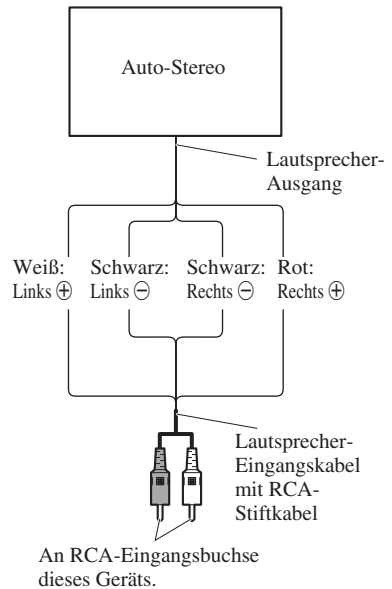 Auto-Stereo
Lautsprecher-
Ausgang
Weiß: Schwarz: Schwarz: Rot:
Links ⊕ Links ⊖ Rechts ⊖ Rechts ⊕
Lautsprecher-
Eingangskabel
mit RCA-
Stiftkabel
An RCA-Eingangsbuchse
dieses Geräts.